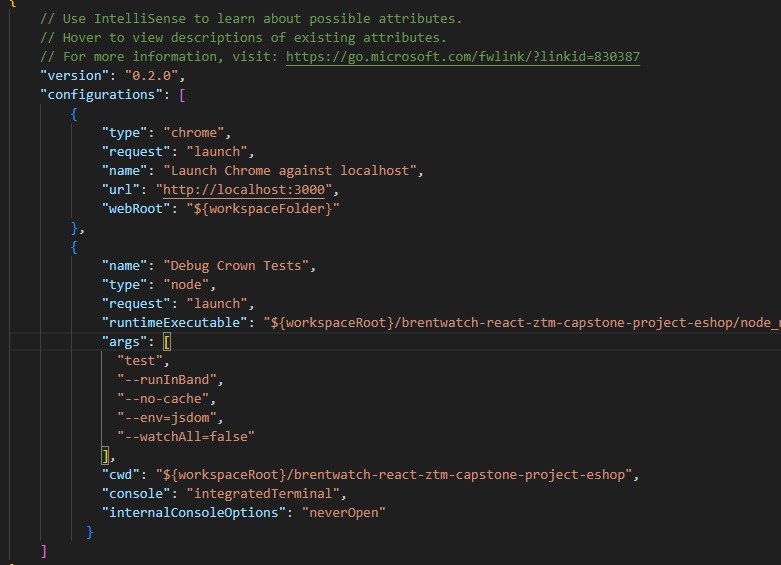 {
// Use IntelliSense to learn about possible attributes.
// Hover to view descriptions of existing attributes.
// For more information, visit: https://go.microsoft.com/fwlink/?linkid=830387
"version": "0.2.0",
"configurations": [
{
"type": "chrome",
"request": "launch",
"name": "Launch Chrome against localhost",
"url": "http://localhost:3000",
"webRoot": "${workspaceFolder}"
},
{
"name": "Debug Crown Tests",
"type": "node",
"request": "launch",
"runtimeExecutable": "${workspaceRoot}/brentwatch-react-ztm-capstone-project-eshop/node_
"args": [
"test",
"--runInBand",
"--no-cache",
"--env=jsdom",
"--watchAll=false"
],
"cwd": "${workspaceRoot}/brentwatch-react-ztm-capstone-project-eshop",
"console": "integratedTerminal",
"internalConsoleOptions": "neverOpen"
}
]